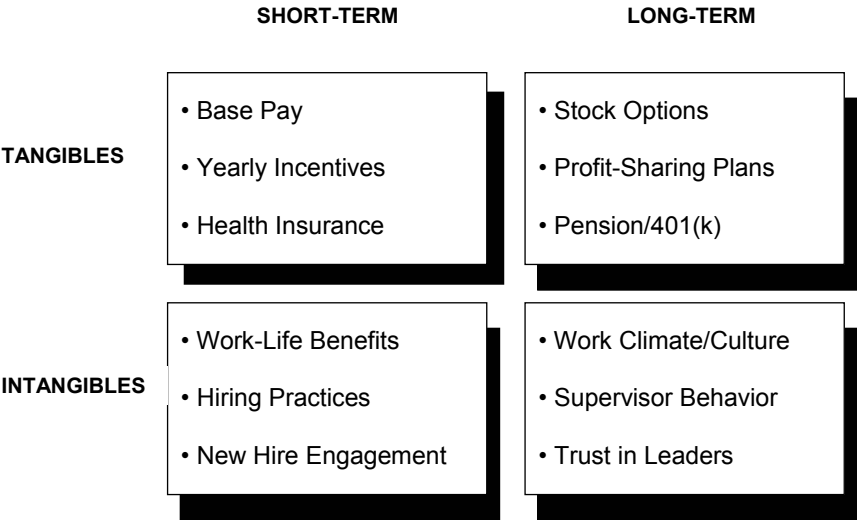 SHORT-TERM
LONG-TERM
TANGIBLES
• Base Pay
• Yearly Incentives
• Health Insurance
• Stock Options
• Profit-Sharing Plans
• Pension/401(k)
INTANGIBLES
• Work-Life Benefits
• Hiring Practices
• New Hire Engagement
• Work Climate/Culture
• Supervisor Behavior
• Trust in Leaders